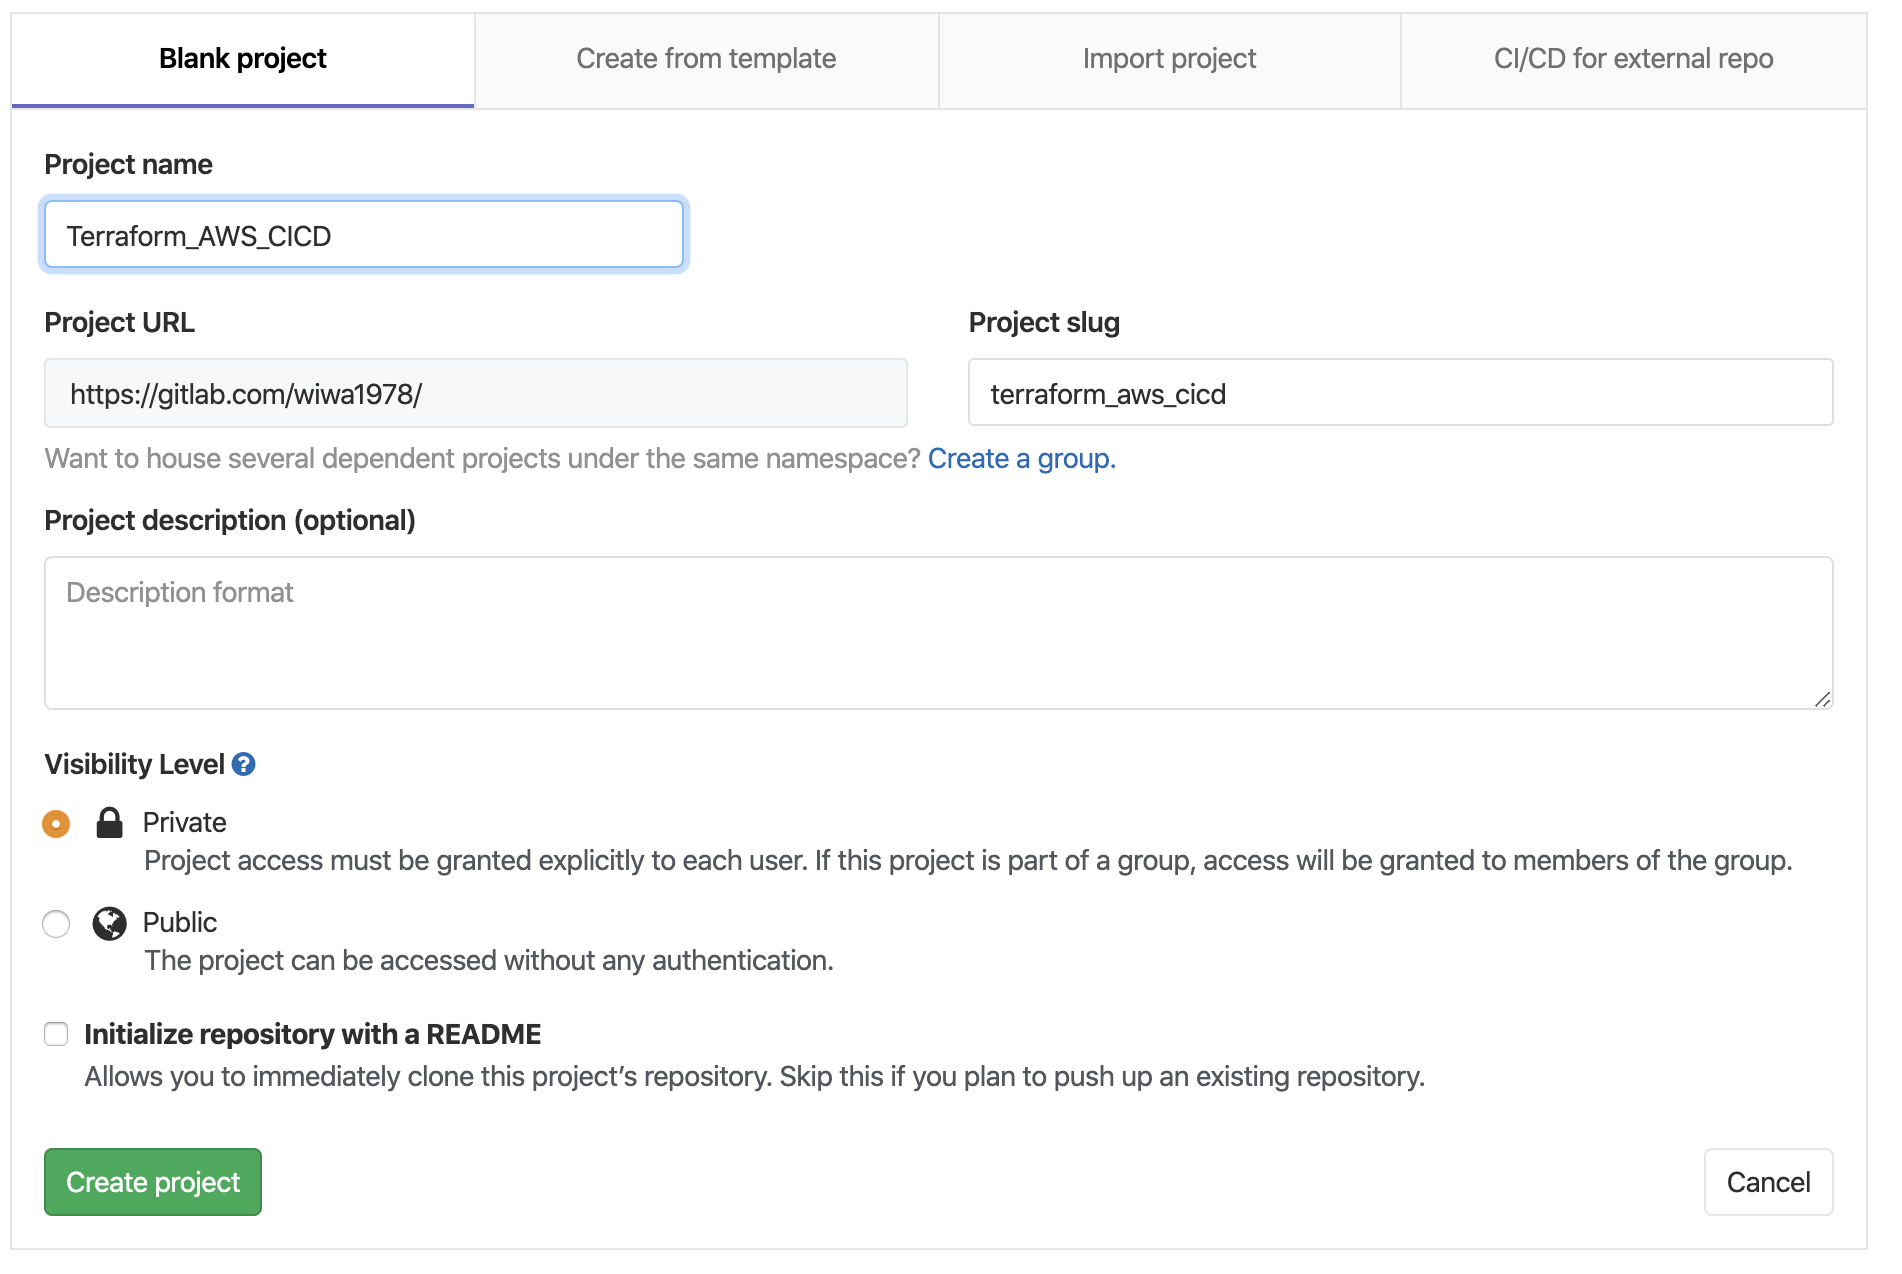 Blank project
Create from template
Import project
CI/CD for external repo
Project name
Terraform_AWS_CICD
Project URL
Project slug
https://gitlab.com/wiwa1978/
terraform_aws_cicd
Want to house several dependent projects under the same namespace? Create a group.
Project description (optional)
Description format
Visibility Level ?
Private
Project access must be granted explicitly to each user. If this project is part of a group, access will be granted to members of the group.
Public
The project can be accessed without any authentication.
Initialize repository with a README
Allows you to immediately clone this project’s repository. Skip this if you plan to push up an existing repository.
Create project
Cancel